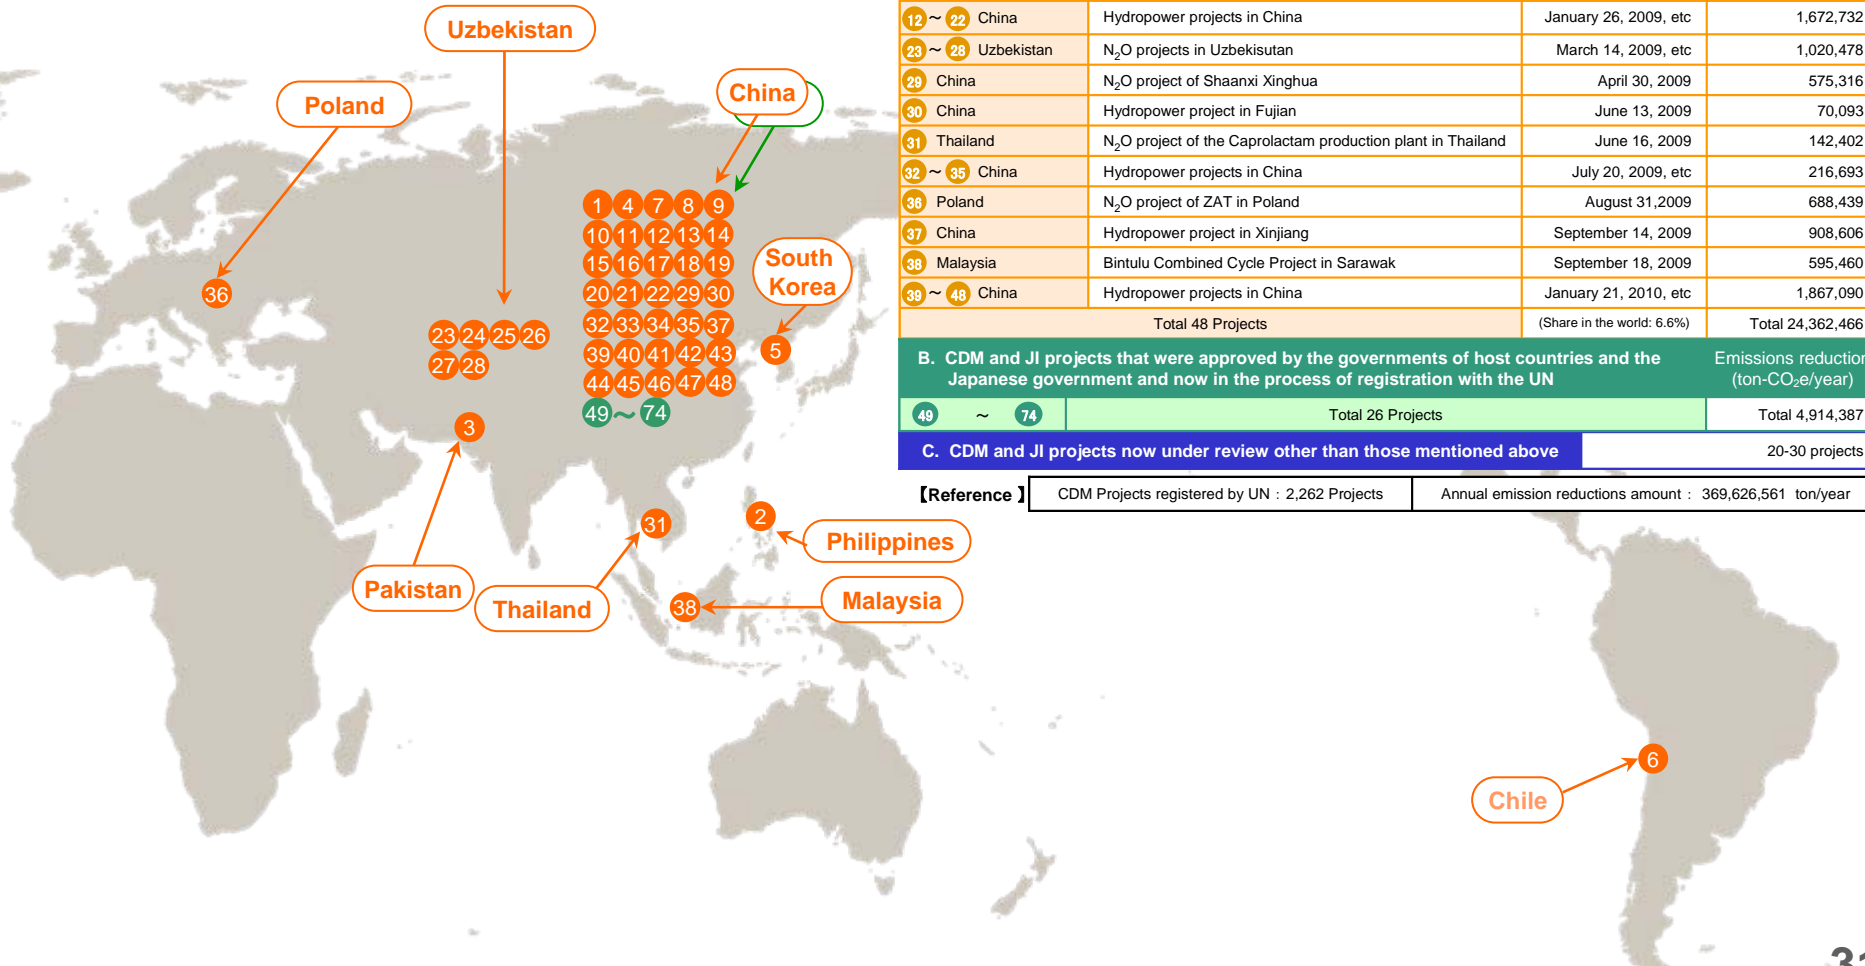 Uzbekistan
Poland
China
South
Korea
1 4 7 8 9
10 11 12 13 14
15 16 17 18 19
20 21 22 29 30
32 33 34 35 37
39 40 41 42 43
44 45 46 47 48
49 ～ 74
36
23 24 25 26
27 28
5
3
31
2
38
6
Philippines
Pakistan
Thailand
Malaysia
Chile
12 ～ 22 China Hydropower projects in China January 26, 2009, etc 1,672,732
23 ～ 28 Uzbekistan N₂O projects in Uzbekisutan March 14, 2009, etc 1,020,478
29 China N₂O project of Shaanxi Xinghua April 30, 2009 575,316
30 China Hydropower project in Fujian June 13, 2009 70,093
31 Thailand N₂O project of the Caprolactam production plant in Thailand June 16, 2009 142,402
32 ～ 35 China Hydropower projects in China July 20, 2009, etc 216,693
36 Poland N₂O project of ZAT in Poland August 31,2009 688,439
37 China Hydropower project in Xinjiang September 14, 2009 908,606
38 Malaysia Bintulu Combined Cycle Project in Sarawak September 18, 2009 595,460
39 ～ 48 China Hydropower projects in China January 21, 2010, etc 1,867,090
Total 48 Projects (Share in the world: 6.6%) Total 24,362,466
B. CDM and JI projects that were approved by the governments of host countries and the
Japanese government and now in the process of registration with the UN
Emissions reduction
(ton-CO₂e/year)
49 ～ 74 Total 26 Projects Total 4,914,387
C. CDM and JI projects now under review other than those mentioned above 20-30 projects
【Reference 】 CDM Projects registered by UN : 2,262 Projects Annual emission reductions amount : 369,626,561 ton/year